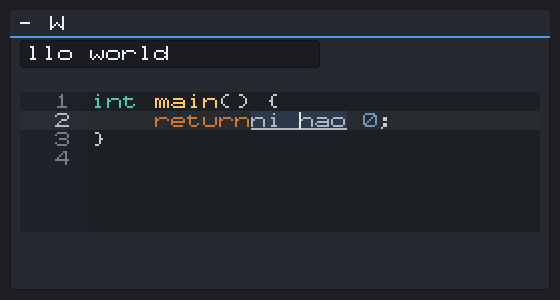 — W
llo world
1 int main() {
2     returnni hao 0;
3 }
4